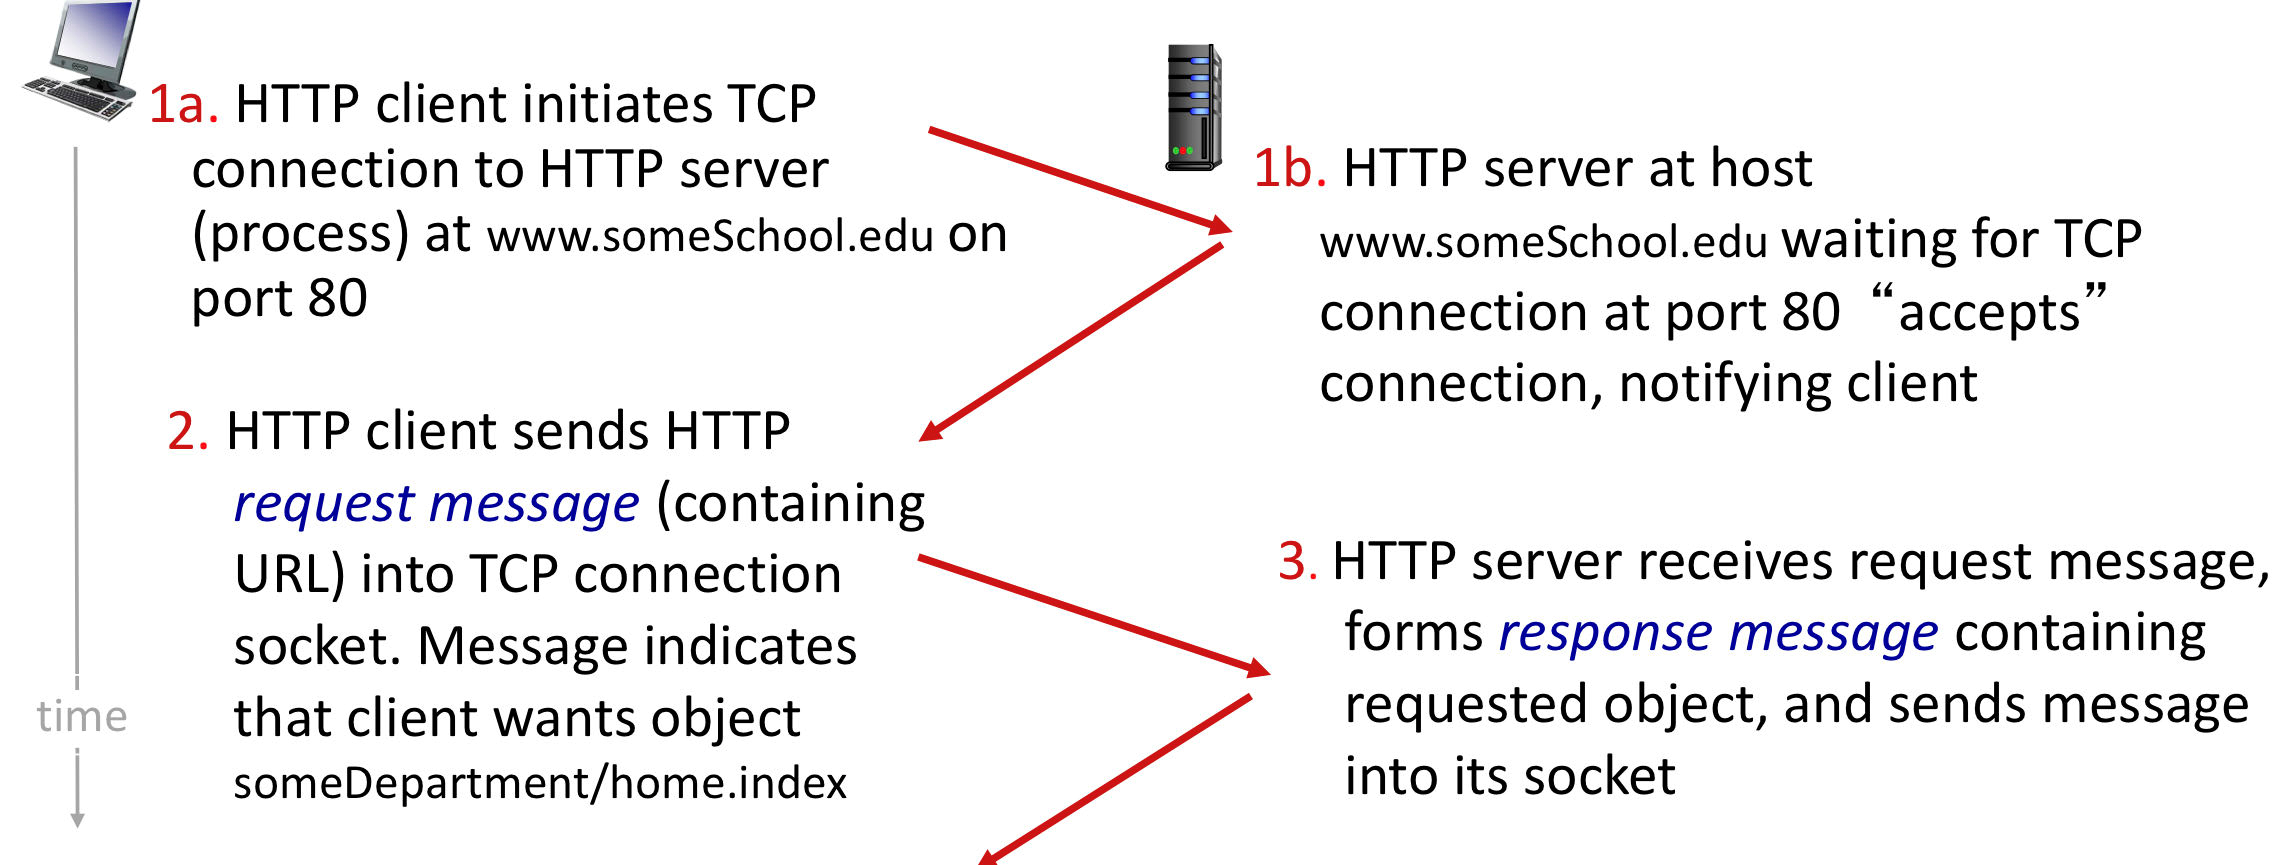 1a. HTTP client initiates TCP
connection to HTTP server
(process) at www.someSchool.edu on
port 80
1b. HTTP server at host
www.someSchool.edu waiting for TCP
connection at port 80 “accepts”
connection, notifying client
2. HTTP client sends HTTP
request message (containing
URL) into TCP connection
socket. Message indicates
that client wants object
someDepartment/home.index
3. HTTP server receives request message,
forms response message containing
requested object, and sends message
into its socket
time